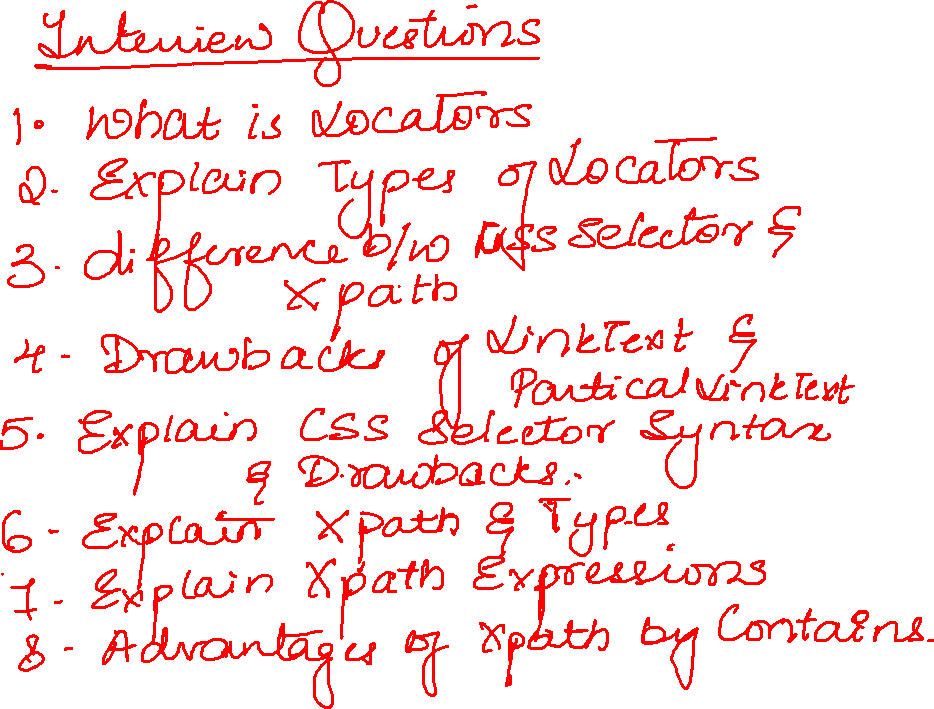 Interview Questions
1. What is Locators
2. Explain Types of Locators
3. difference b/w CSS Selector &
Xpath
4 - Drawbacks of LinkText &
Partical LinkText
5. Explain CSS Selector Syntax
& Drawbacks.
6 - Explain Xpath & Types
7 - Explain Xpath Expressions
8 - Advantages of Xpath by Contains.